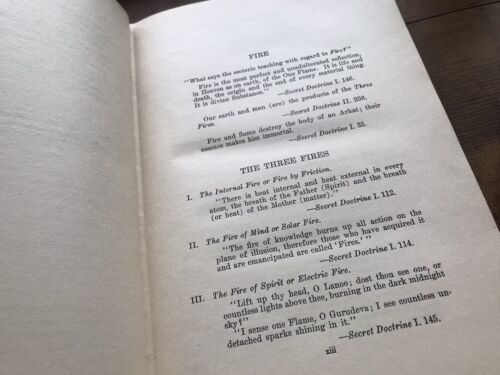 FIRE
"What says the esoteric teaching with regard to Fire?"
Fire is the most perfect and unadulterated reflection,
in Heaven as on earth, of the One Flame. It is life and
death, the origin and the end of every material thing.
It is divine Substance."
—Secret Doctrine I. 146.
Our earth and man (are) the products of the Three
Fires.
—Secret Doctrine II. 258.
Fire and flame destroy the body of an Arhat; their
essence makes him immortal.
—Secret Doctrine I. 35.
THE THREE FIRES
I. The Internal Fire or Fire by Friction.
"There is heat internal and heat external in every
atom, the breath of the Father (Spirit) and the breath
(or heat) of the Mother (matter)."
—Secret Doctrine I. 112.
II. The Fire of Mind or Solar Fire.
"The fire of knowledge burns up all action on the
plane of illusion, therefore those who have acquired it
and are emancipated are called 'Fires.'"
—Secret Doctrine I. 114.
III. The Fire of Spirit or Electric Fire.
"Lift up thy head, O Lanoo; dost thou see one, or
countless lights above thee, burning in the dark midnight
sky?"
"I sense one Flame, O Gurudeva; I see countless un-
detached sparks shining in it."
—Secret Doctrine I. 145.
xiii